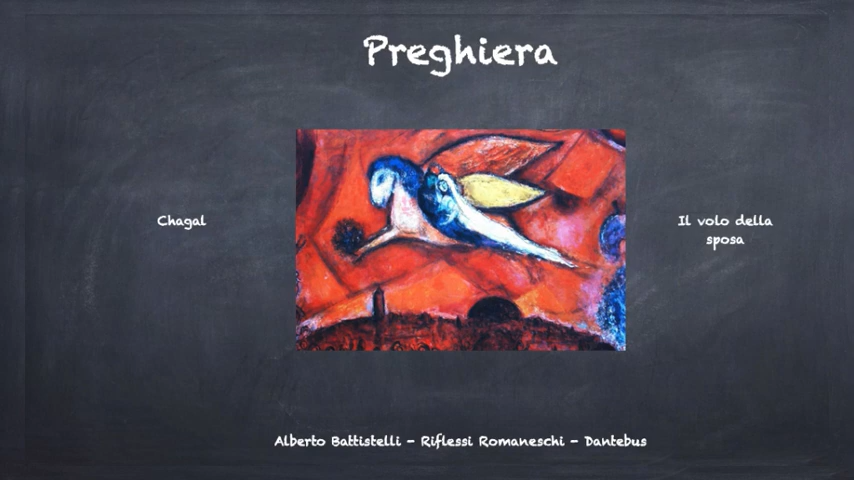 Preghiera
Chagal
Il volo della
sposa
Alberto Battistelli - Riflessi Romaneschi - Dantebus